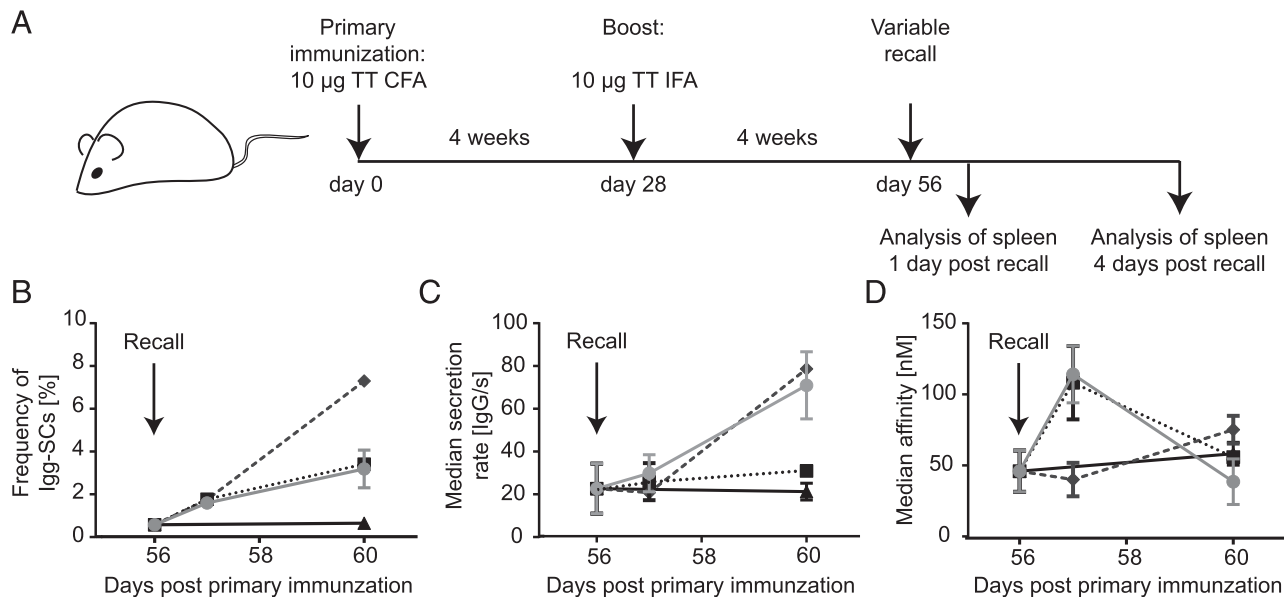 A
Primary
immunization:
10 µg TT CFA
Boost:
10 µg TT IFA
Variable
recall
4 weeks
4 weeks
day 0
day 28
day 56
Analysis of spleen
1 day post recall
Analysis of spleen
4 days post recall
B
Recall
Frequency of
Igg-SCs [%]
10
8
6
4
2
0
56
58
60
Days post primary immunzation
C
Recall
Median secretion
rate [IgG/s]
100
80
60
40
20
0
56
58
60
Days post primary immunzation
D
Recall
Median affinity [nM]
150
100
50
0
56
58
60
Days post primary immunzation